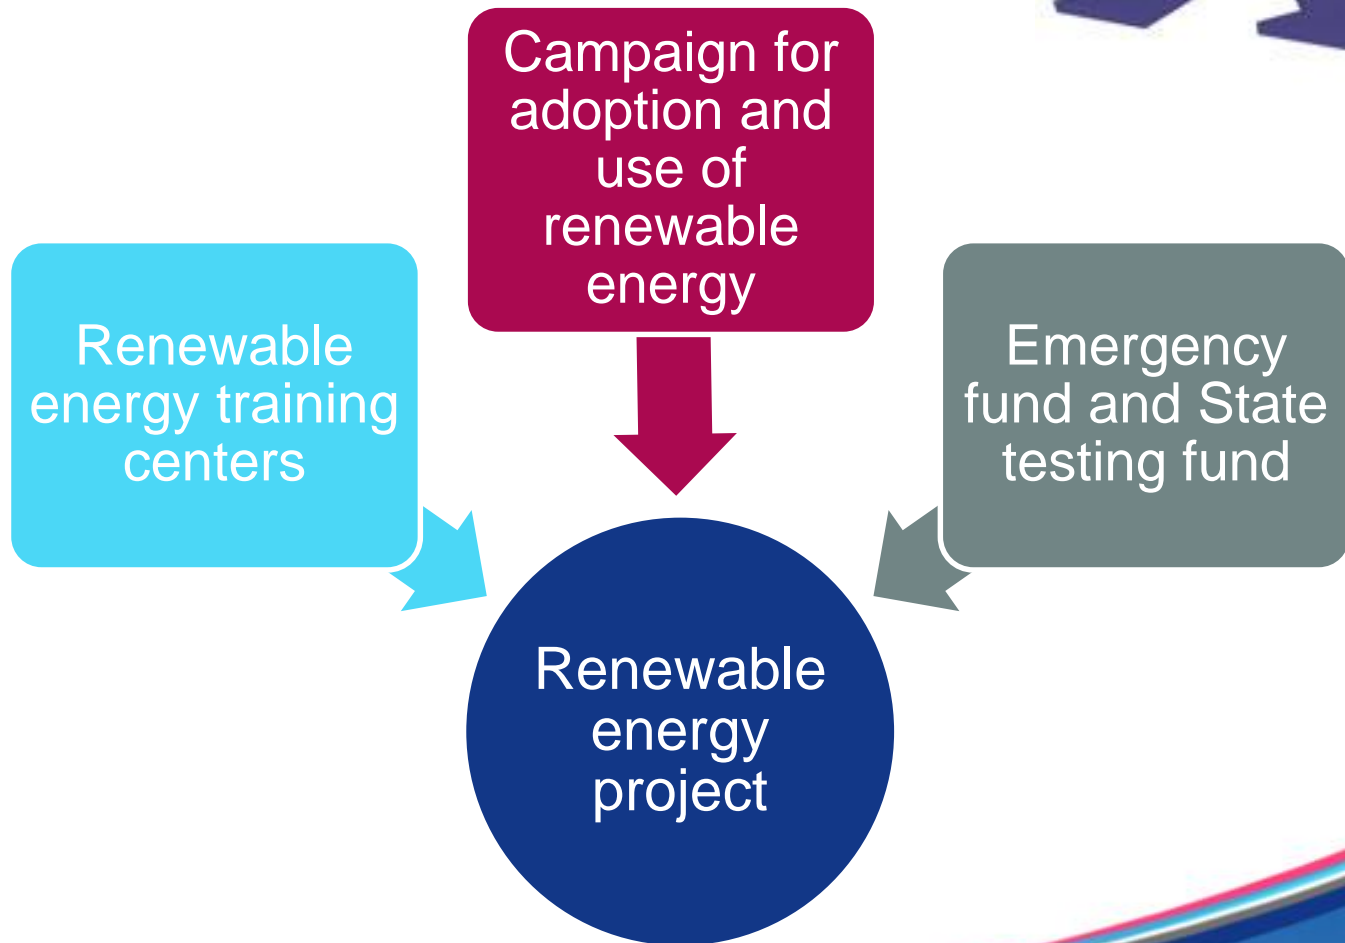 Campaign for
adoption and
use of
renewable
energy
Renewable
energy training
centers
Emergency
fund and State
testing fund
Renewable
energy
project